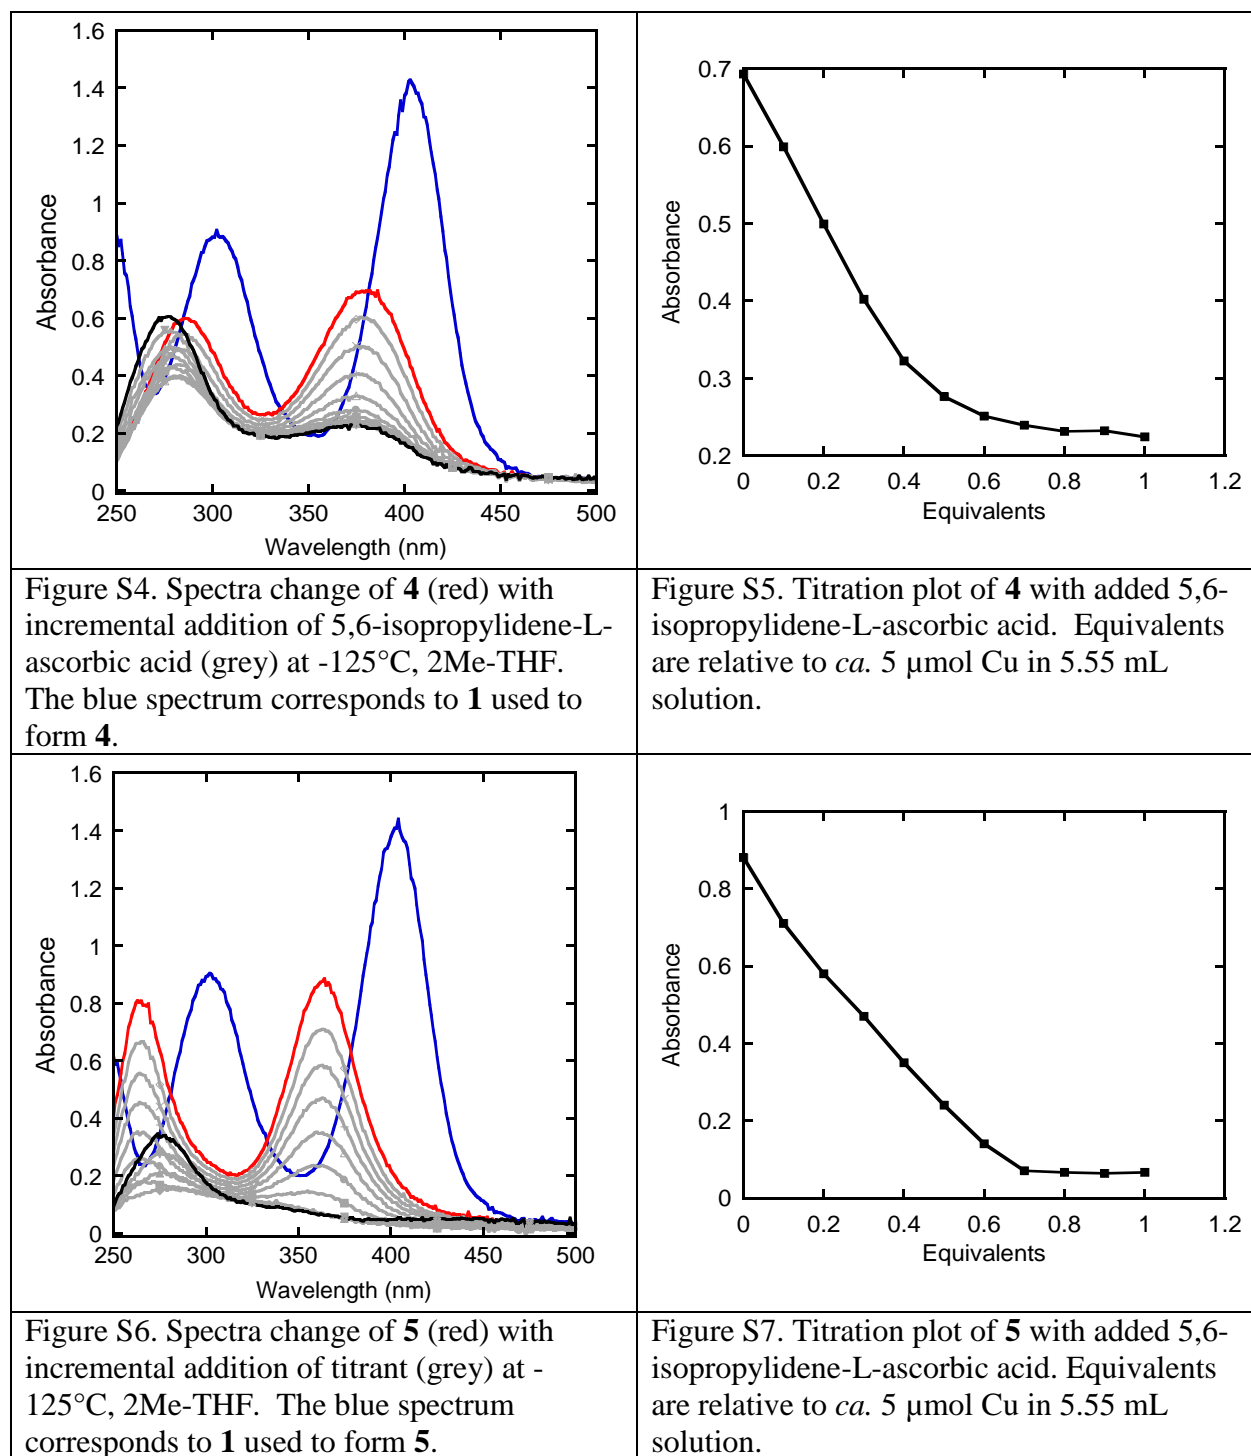 1.6
1.4
1.2
1
0.8
0.6
0.4
0.2
0
250
300
350
400
450
500
Absorbance
Wavelength (nm)
0.7
0.6
0.5
0.4
0.3
0.2
0
0.2
0.4
0.6
0.8
1
1.2
Absorbance
Equivalents
Figure S4. Spectra change of 4 (red) with
incremental addition of 5,6-isopropylidene-L-
ascorbic acid (grey) at -125°C, 2Me-THF.
The blue spectrum corresponds to 1 used to
form 4.
Figure S5. Titration plot of 4 with added 5,6-
isopropylidene-L-ascorbic acid.  Equivalents
are relative to ca. 5 µmol Cu in 5.55 mL
solution.
1.6
1.4
1.2
1
0.8
0.6
0.4
0.2
0
250
300
350
400
450
500
Absorbance
Wavelength (nm)
1
0.8
0.6
0.4
0.2
0
0
0.2
0.4
0.6
0.8
1
1.2
Absorbance
Equivalents
Figure S6. Spectra change of 5 (red) with
incremental addition of titrant (grey) at -
125°C, 2Me-THF.  The blue spectrum
corresponds to 1 used to form 5.
Figure S7. Titration plot of 5 with added 5,6-
isopropylidene-L-ascorbic acid. Equivalents
are relative to ca. 5 µmol Cu in 5.55 mL
solution.